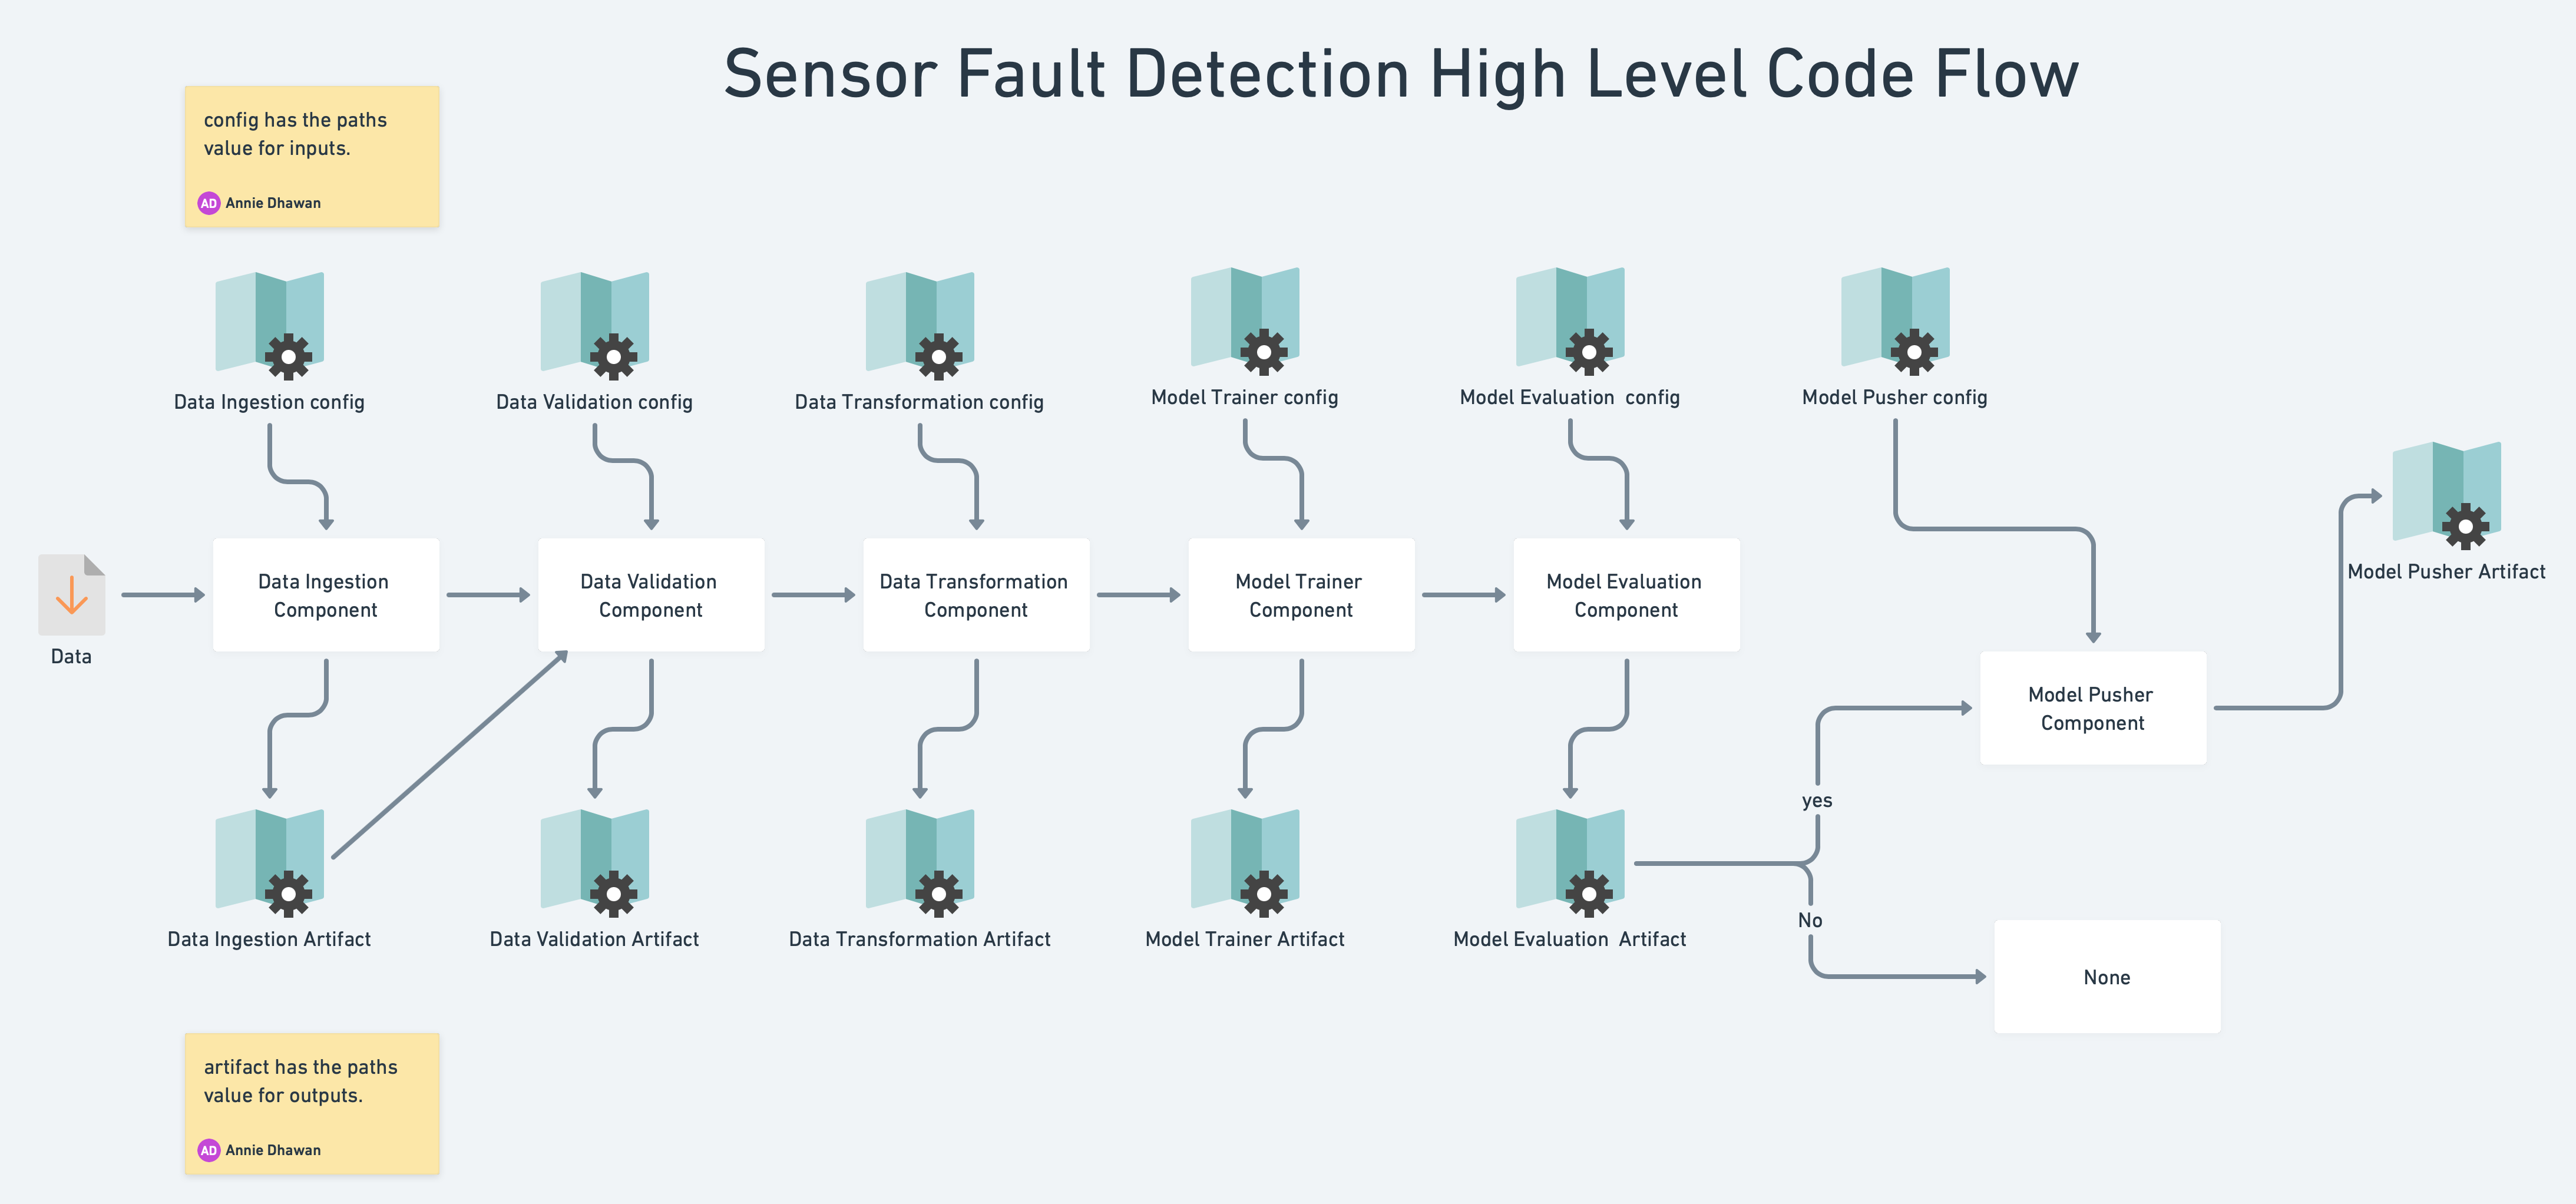 Sensor Fault Detection High Level Code Flow
config has the paths
value for inputs.
AD Annie Dhawan
Data Ingestion config
Data Validation config
Data Transformation config
Model Trainer config
Model Evaluation  config
Model Pusher config
Model Pusher Artifact
Data
Data Ingestion
Component
Data Validation
Component
Data Transformation
Component
Model Trainer
Component
Model Evaluation
Component
Model Pusher
Component
yes
No
None
Data Ingestion Artifact
Data Validation Artifact
Data Transformation Artifact
Model Trainer Artifact
Model Evaluation  Artifact
artifact has the paths
value for outputs.
AD Annie Dhawan